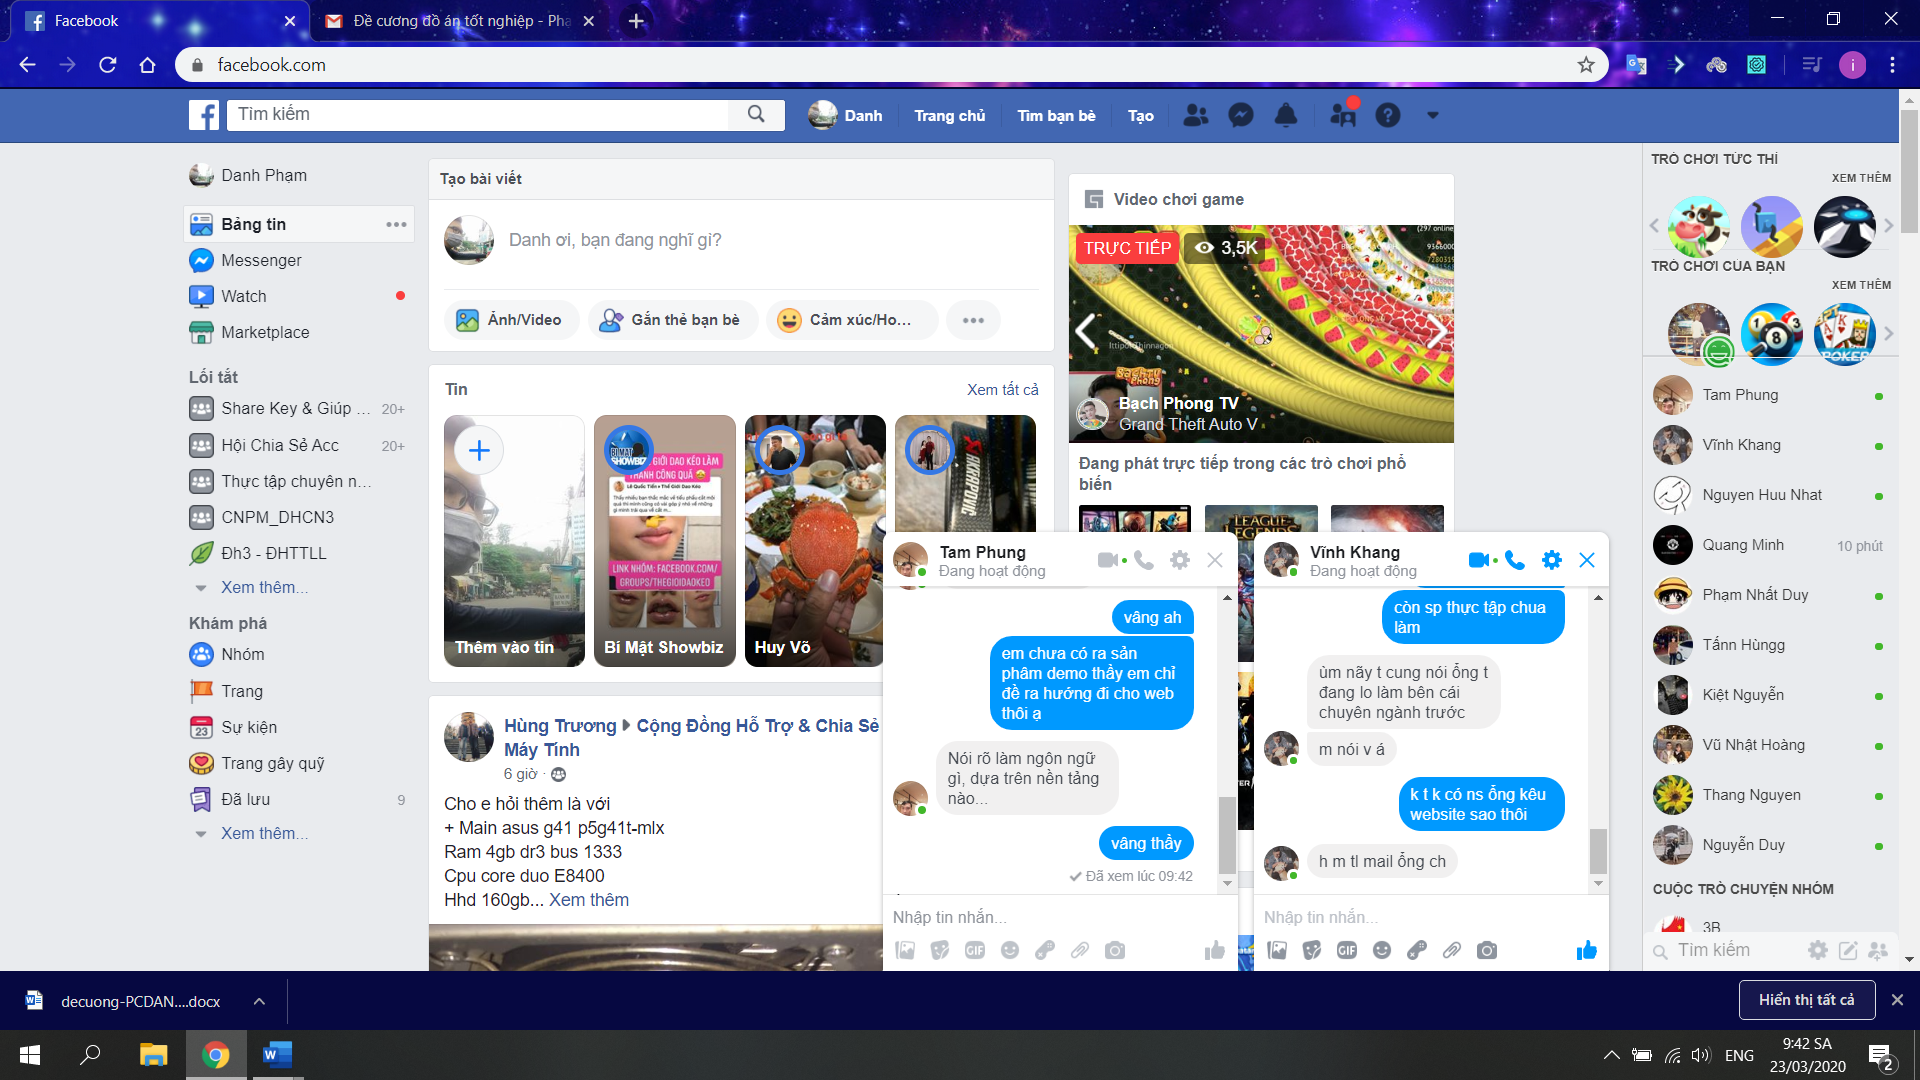 Facebook
Đề cương đồ án tốt nghiệp - Pha
facebook.com
i
Tìm kiếm
Danh
Trang chủ
Tìm bạn bè
Tạo
Danh Phạm
Bảng tin
Messenger
Watch
Marketplace
Lối tắt
Share Key & Giúp ... 20+
Hội Chia Sẻ Acc 20+
Thực tập chuyên n...
CNPM_DHCN3
Đh3 - ĐHTTLL
Xem thêm...
Khám phá
Nhóm
Trang
Sự kiện
Trang gây quỹ
Đã lưu 9
Xem thêm...
Tạo bài viết
Danh ơi, bạn đang nghĩ gì?
Ảnh/Video
Gắn thẻ bạn bè
Cảm xúc/Ho...
Tin
Xem tất cả
Thêm vào tin
LINK NHÓM: FACEBOOK.COM/
GROUPS/THEGIOIDAOKEO
Bí Mật Showbiz
Huy Võ
Hùng Trương
Cộng Đồng Hỗ Trợ & Chia Sẻ
Máy Tính
6 giờ ·
Cho e hỏi thêm là với
+ Main asus g41 p5g41t-mlx
Ram 4gb dr3 bus 1333
Cpu core duo E8400
Hhd 160gb... Xem thêm
Video chơi game
TRỰC TIẾP
3,5K
Bạch Phong TV
Grand Theft Auto V
Đang phát trực tiếp trong các trò chơi phổ
biến
LEAGUE
LEGENDS
Tam Phung
Đang hoạt động
vâng ah
em chưa có ra sản
phâm demo thầy em chỉ
đề ra hướng đi cho web
thôi ạ
Nói rõ làm ngôn ngữ
gì, dựa trên nền tảng
nào...
vâng thầy
Đã xem lúc 09:42
Nhập tin nhắn...
GIF
Vĩnh Khang
Đang hoạt động
còn sp thực tập chua
làm
ùm nãy t cung nói ổng t
đang lo làm bên cái
chuyên ngành trước
m nói v á
k t k có ns ổng kêu
website sao thôi
h m tl mail ổng ch
Nhập tin nhắn...
GIF
TRÒ CHƠI TỨC THÌ
XEM THÊM
TRÒ CHƠI CỦA BẠN
XEM THÊM
POKER
Tam Phung
Vĩnh Khang
Nguyen Huu Nhat
Quang Minh 10 phút
Phạm Nhất Duy
Tấnn Hùngg
Kiệt Nguyễn
Vũ Nhật Hoàng
Thang Nguyen
Nguyễn Duy
CUỘC TRÒ CHUYỆN NHÓM
3B
Tìm kiếm
decuong-PCDAN....docx
Hiển thị tất cả
ENG
9:42 SA
23/03/2020
2